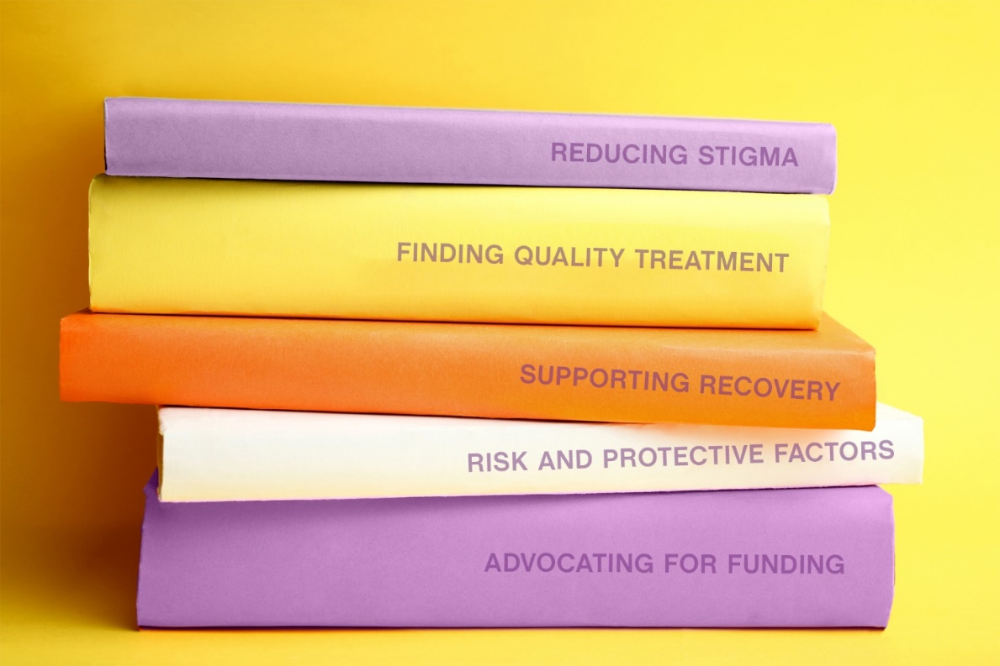 REDUCING STIGMA
FINDING QUALITY TREATMENT
SUPPORTING RECOVERY
RISK AND PROTECTIVE FACTORS
ADVOCATING FOR FUNDING